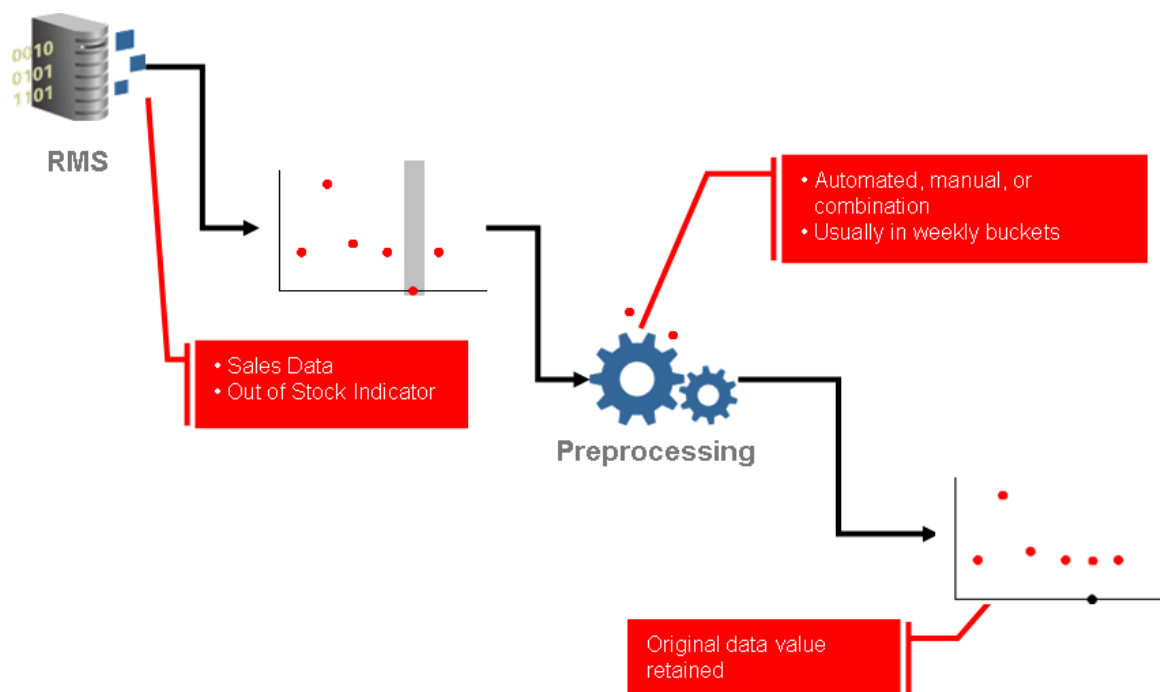 0010
0101
1101
RMS
• Automated, manual, or
combination
• Usually in weekly buckets
• Sales Data
• Out of Stock Indicator
Preprocessing
Original data value
retained